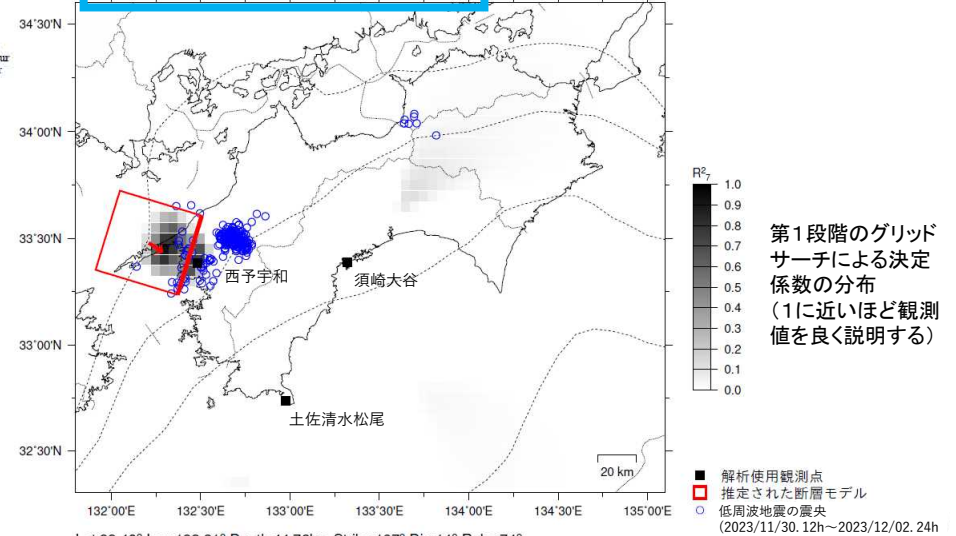 34°30'N
34°00'N
33°30'N
33°00'N
32°30'N
132°00'E
132°30'E
133°00'E
133°30'E
134°00'E
134°30'E
135°00'E
西予宇和
須崎大谷
土佐清水松尾
20 km
R²₇
1.0
0.9
0.8
0.7
0.6
0.5
0.4
0.3
0.2
0.1
0.0
第1段階のグリッド
サーチによる決定
係数の分布
(1に近いほど観測
値を良く説明する)
解析使用観測点
推定された断層モデル
低周波地震の震央
(2023/11/30.12h～2023/12/02.24h